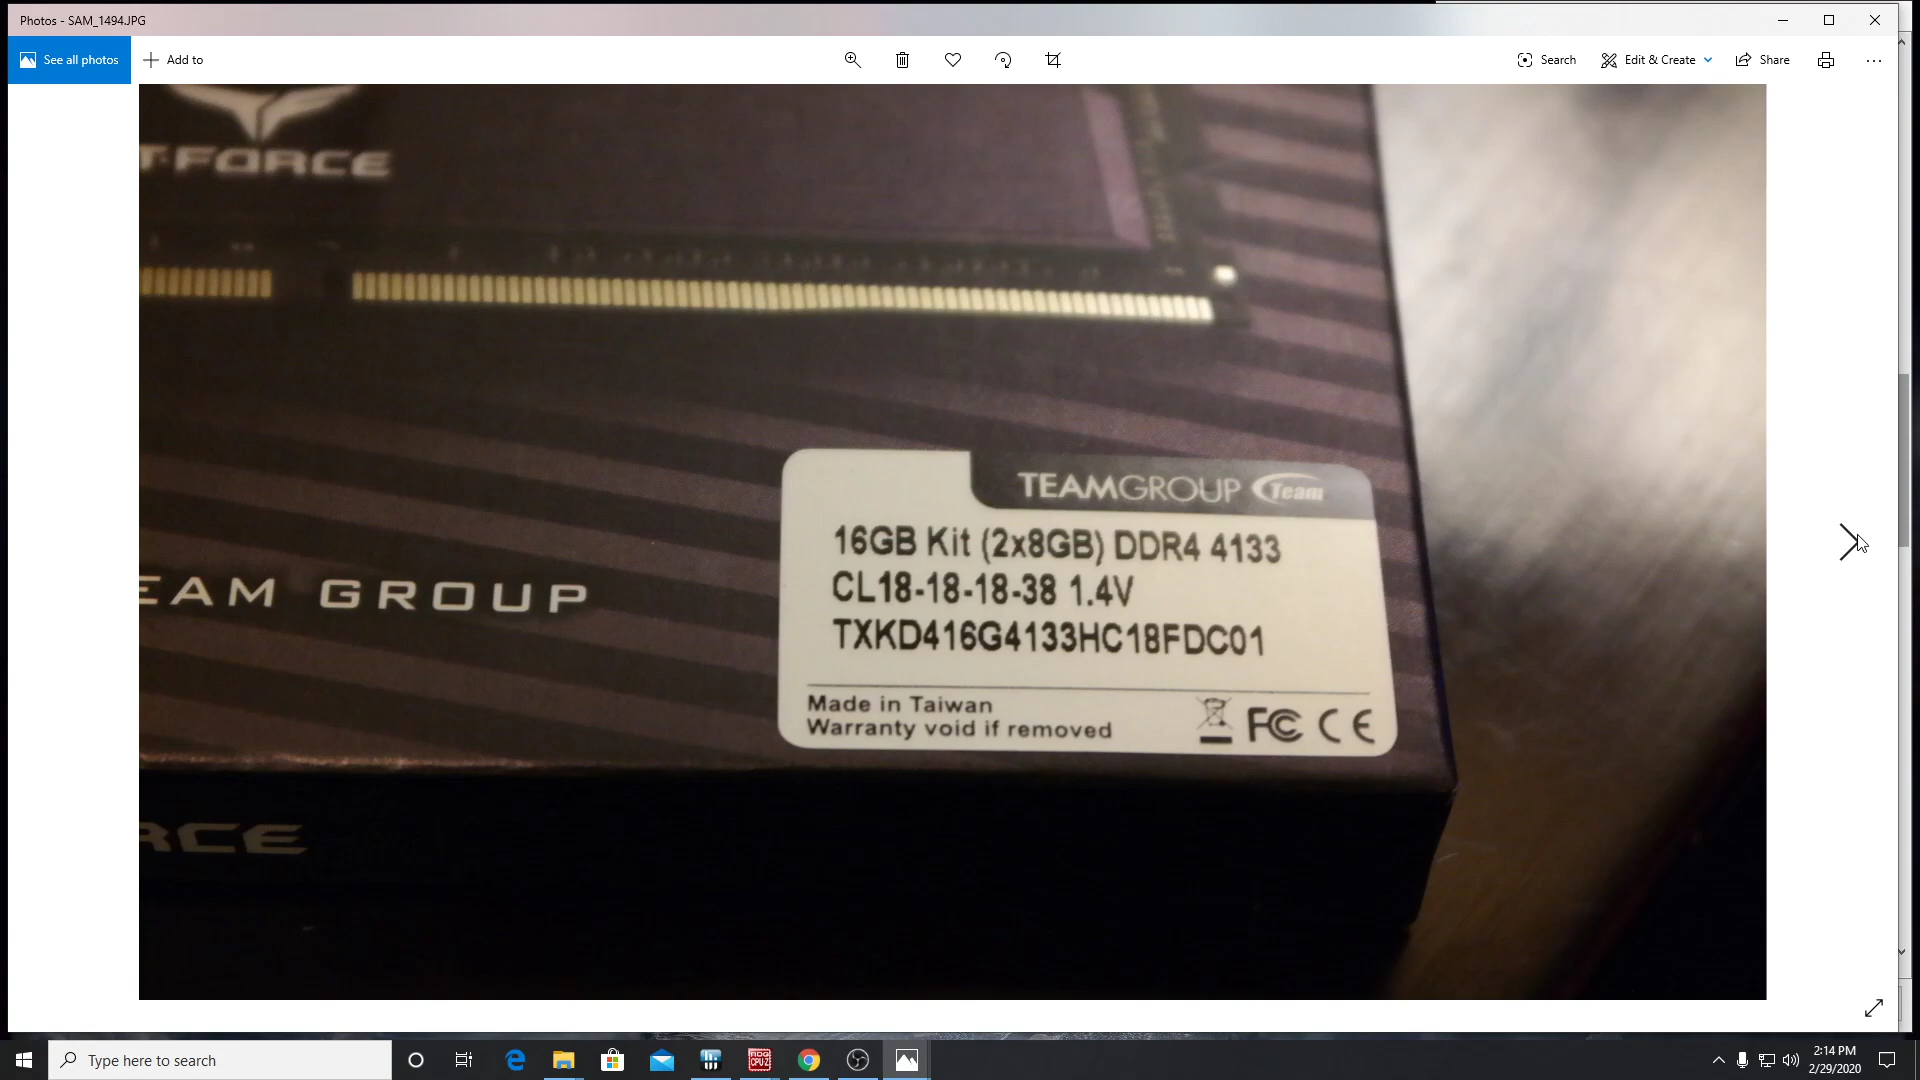 Photos - SAM_1494.JPG
See all photos
Add to
Search
Edit & Create
Share
T-FORCE
TEAMGROUP Team
16GB Kit (2x8GB) DDR4 4133
CL18-18-18-38 1.4V
TXKD416G4133HC18FDC01
EAM GROUP
Made in Taiwan
Warranty void if removed
FC CE
RCE
Type here to search
ROG
CPU-Z
2:14 PM
2/29/2020